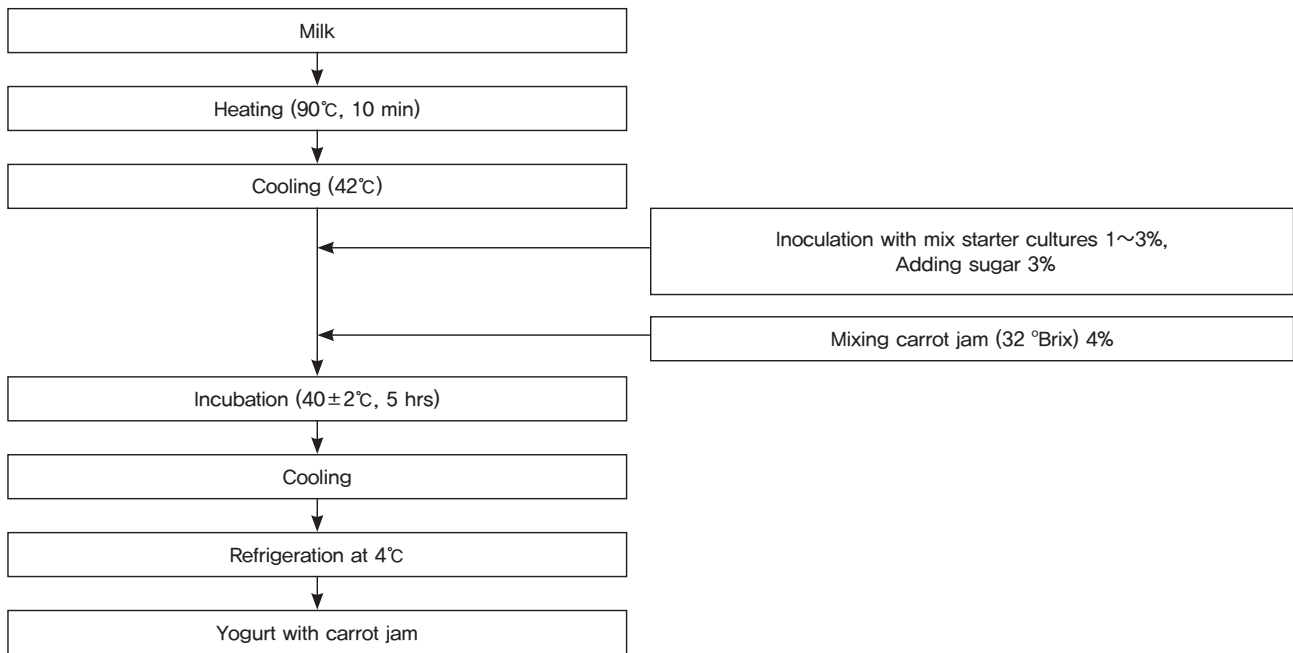 Milk
Heating (90℃, 10 min)
Cooling (42℃)
Inoculation with mix starter cultures 1～3%,
Adding sugar 3%
Mixing carrot jam (32 °Brix) 4%
Incubation (40±2℃, 5 hrs)
Cooling
Refrigeration at 4℃
Yogurt with carrot jam